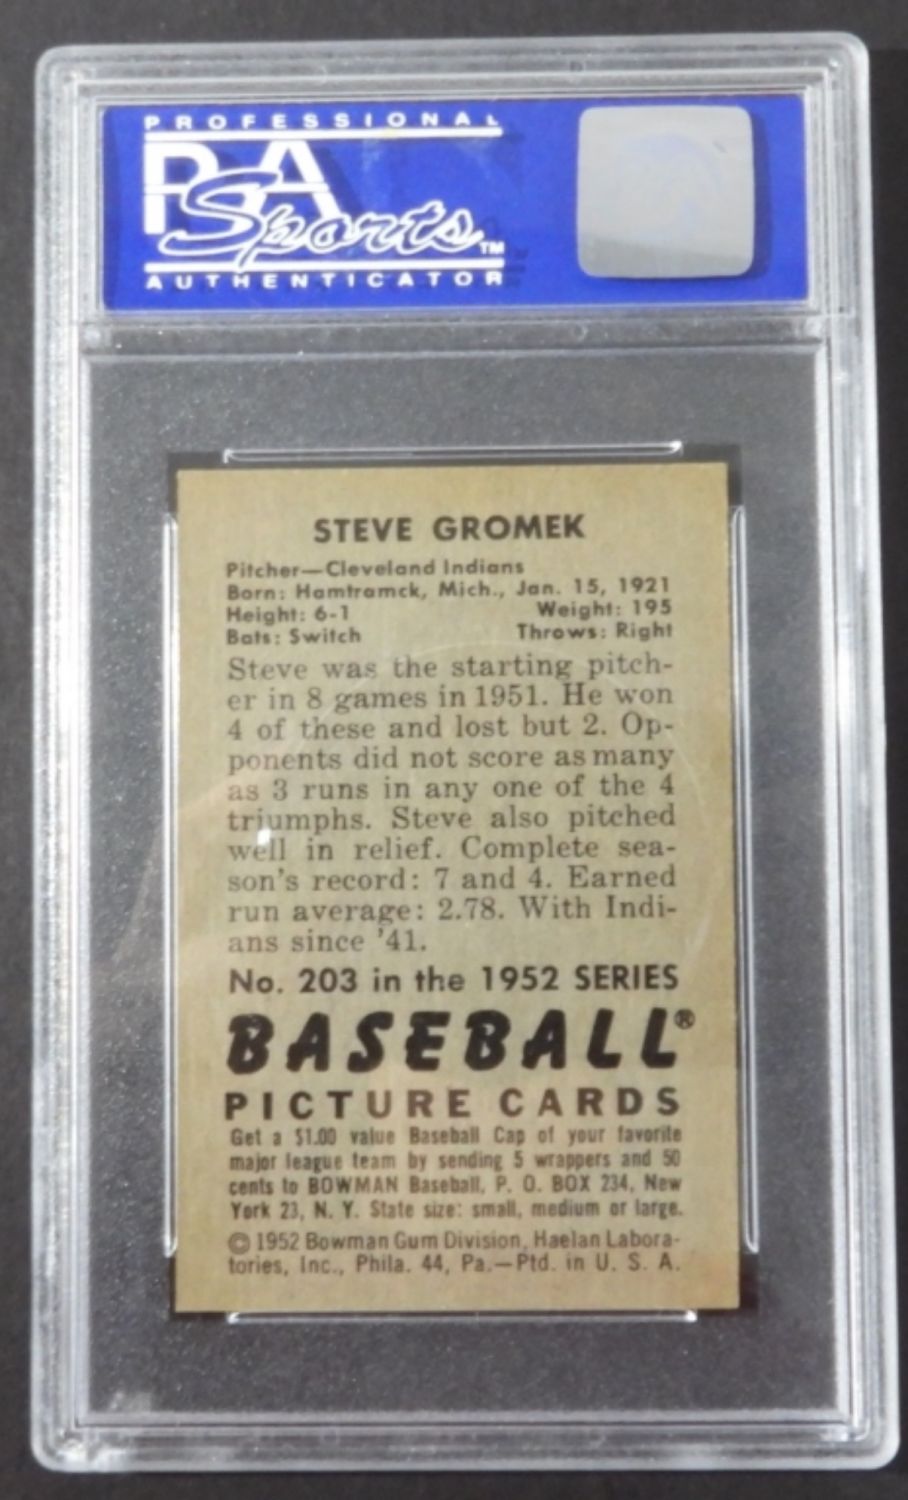 PROFESSIONAL
PSA
Sports™
AUTHENTICATOR
STEVE GROMEK
Pitcher—Cleveland Indians
Born: Hamtramck, Mich., Jan. 15, 1921
Height: 6-1 Weight: 195
Bats: Switch Throws: Right
Steve was the starting pitch-
er in 8 games in 1951. He won
4 of these and lost but 2. Op-
ponents did not score as many
as 3 runs in any one of the 4
triumphs. Steve also pitched
well in relief. Complete sea-
son's record: 7 and 4. Earned
run average: 2.78. With Indi-
ans since '41.
No. 203 in the 1952 SERIES
BASEBALL®
PICTURE CARDS
Get a $1.00 value Baseball Cap of your favorite
major league team by sending 5 wrappers and 50
cents to BOWMAN Baseball, P. O. BOX 234, New
York 23, N. Y. State size: small, medium or large.
© 1952 Bowman Gum Division, Haelan Labora-
tories, Inc., Phila. 44, Pa.—Ptd. in U. S. A.